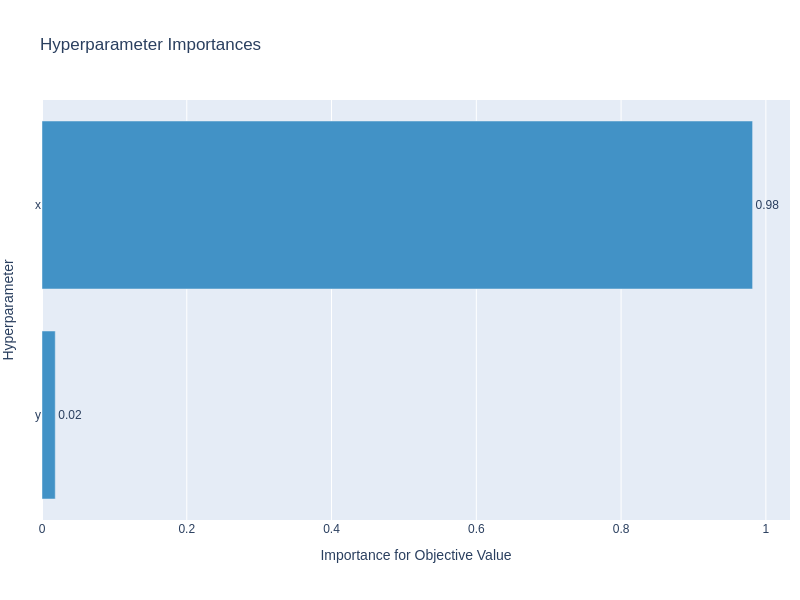 Hyperparameter Importances
Hyperparameter
x
0.98
y
0.02
0
0.2
0.4
0.6
0.8
1
Importance for Objective Value